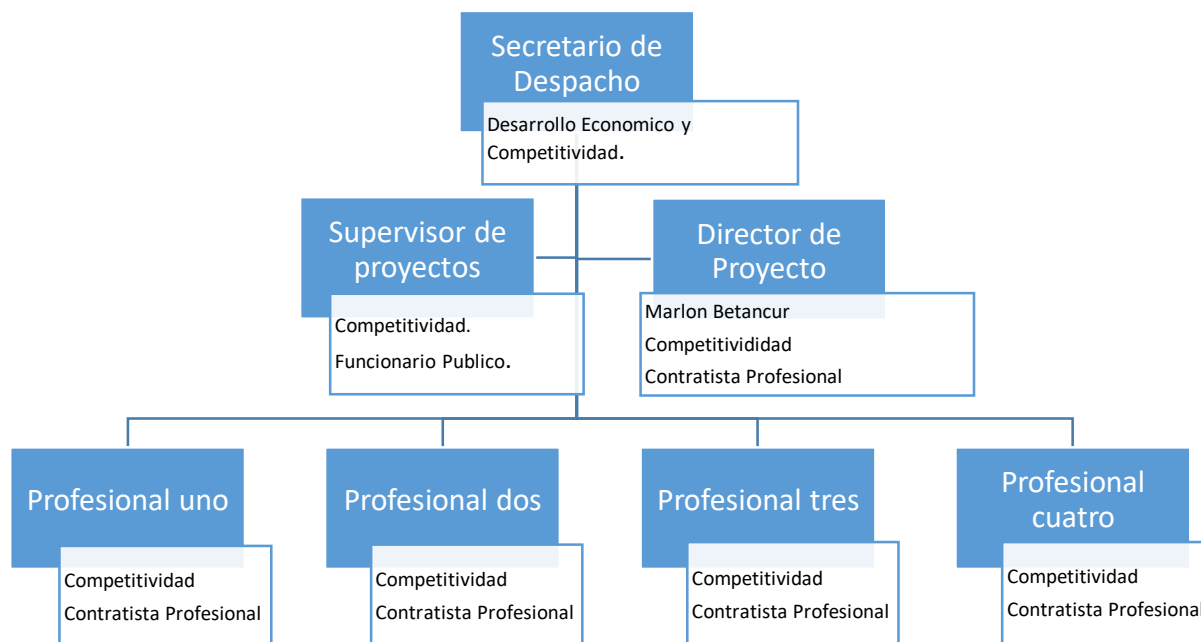 Secretario de
Despacho
Desarrollo Economico y
Competitividad.
Supervisor de
proyectos
Competitividad.
Funcionario Publico.
Director de
Proyecto
Marlon Betancur
Competitivididad
Contratista Profesional
Profesional uno
Competitividad
Contratista Profesional
Profesional dos
Competitividad
Contratista Profesional
Profesional tres
Competitividad
Contratista Profesional
Profesional
cuatro
Competitividad
Contratista Profesional